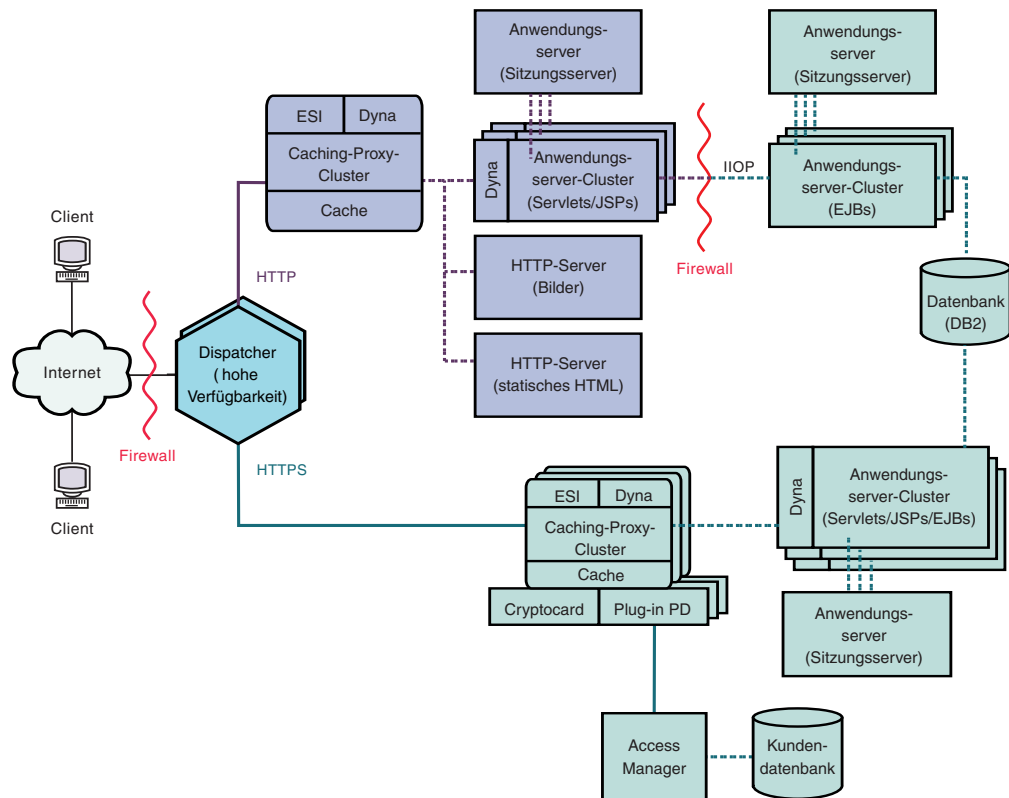 Anwendungs-
server
(Sitzungsserver)
Anwendungs-
server
(Sitzungsserver)
ESI
Dyna
Caching-Proxy-
Cluster
Cache
Dyna
Anwendungs-
server-Cluster
(Servlets/JSPs)
IIOP
Anwendungs-
server-Cluster
(EJBs)
Client
HTTP
HTTP-Server
(Bilder)
Firewall
Datenbank
(DB2)
Internet
Dispatcher
( hohe
Verfügbarkeit)
HTTP-Server
(statisches HTML)
Firewall
HTTPS
Client
ESI
Dyna
Caching-Proxy-
Cluster
Cache
Cryptocard
Plug-in PD
Dyna
Anwendungs-
server-Cluster
(Servlets/JSPs/EJBs)
Anwendungs-
server
(Sitzungsserver)
Access
Manager
Kunden-
datenbank